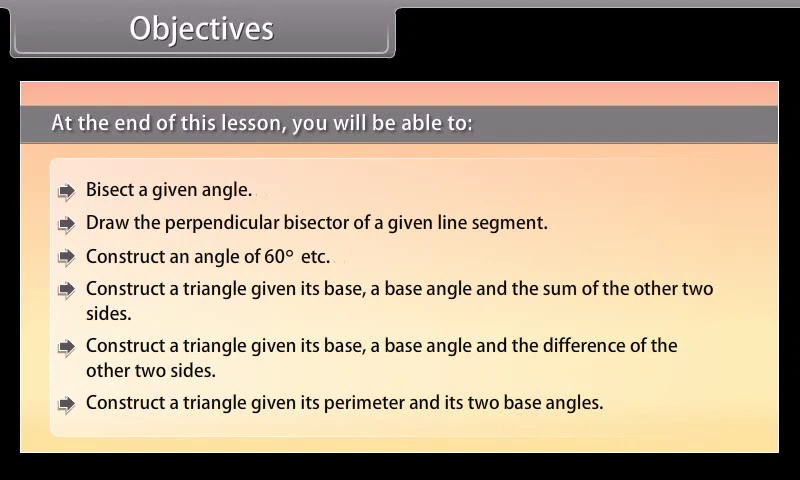 Objectives
At the end of this lesson, you will be able to:
Bisect a given angle.
Draw the perpendicular bisector of a given line segment.
Construct an angle of 60º etc.
Construct a triangle given its base, a base angle and the sum of the other two
sides.
Construct a triangle given its base, a base angle and the difference of the
other two sides.
Construct a triangle given its perimeter and its two base angles.